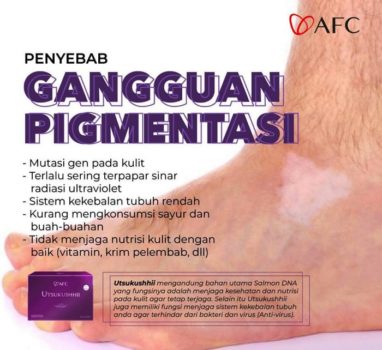 AFC
PENYEBAB
GANGGUAN
PIGMENTASI
- Mutasi gen pada kulit
- Terlalu sering terpapar sinar
radiasi ultraviolet
- Sistem kekebalan tubuh rendah
- Kurang mengkonsumsi sayur dan
buah-buahan
- Tidak menjaga nutrisi kulit dengan
baik (vitamin, krim pelembab, dll)
AFC
UTSUKUSHHII
Utsukushhii mengandung bahan utama Salmon DNA
yang fungsinya adalah menjaga kesehatan dan nutrisi
pada kulit agar tetap terjaga. Selain itu Utsukushhii
juga memiliki fungsi menjaga sistem kekebalan tubuh
anda agar terhindar dari bakteri dan virus (Anti-virus).